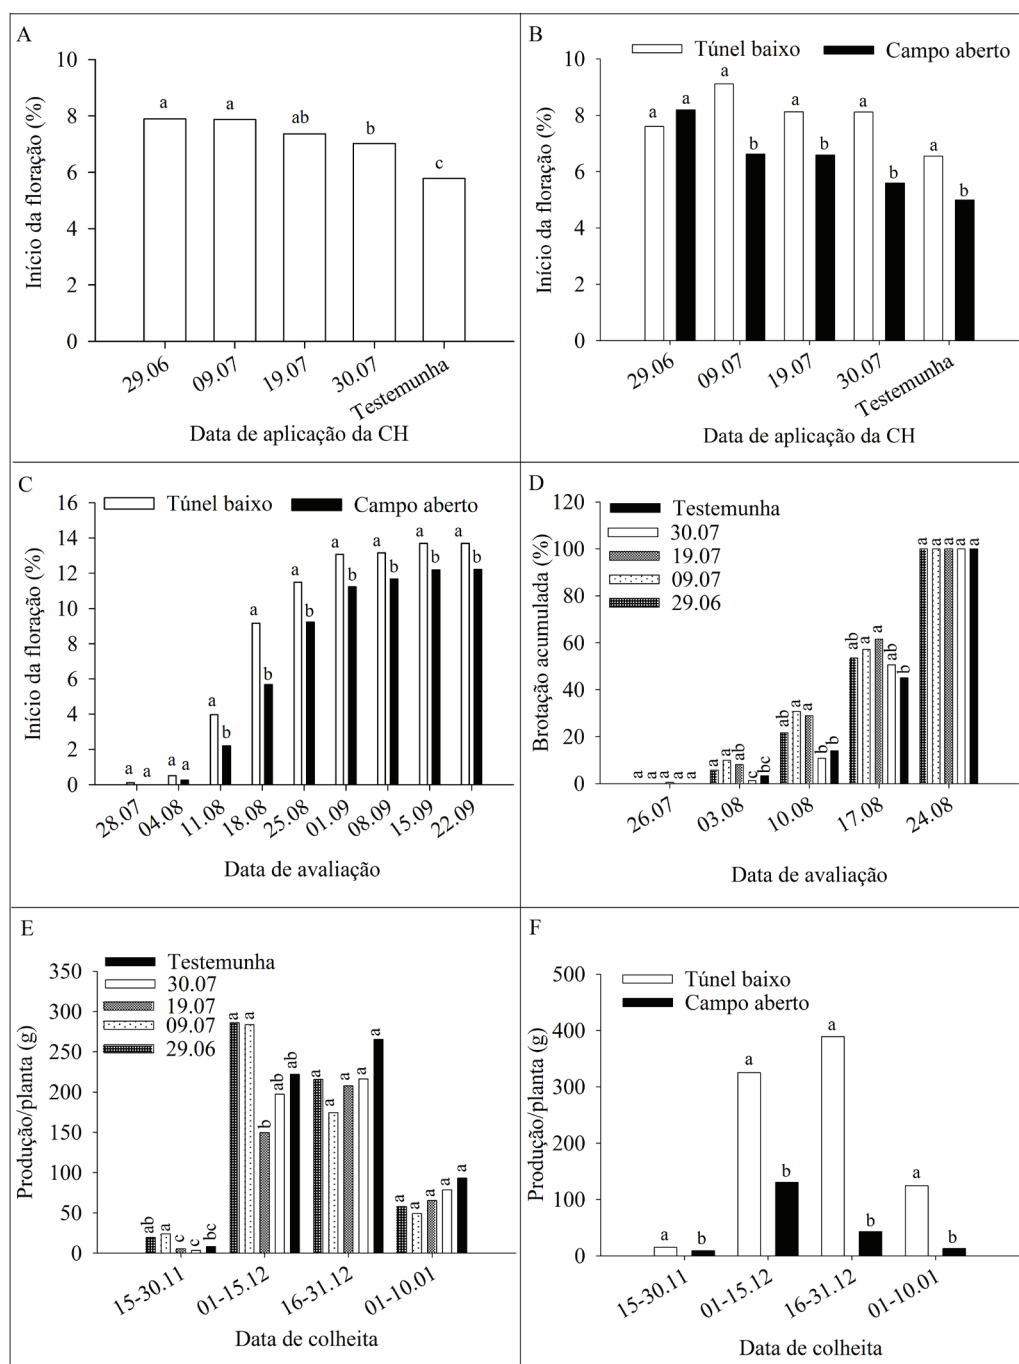 A
10
8
6
4
2
0
Início da floração (%)
a
a
ab
b
c
29.06
09.07
19.07
30.07
Testemunha
Data de aplicação da CH
B
Túnel baixo
Campo aberto
10
8
6
4
2
0
Início da floração (%)
a a
a b
a b
a b
a b
29.06
09.07
19.07
30.07
Testemunha
Data de aplicação da CH
C
Túnel baixo
Campo aberto
16
14
12
10
8
6
4
2
0
Início da floração (%)
a a
a a
a b
a b
a b
a b
a b
a b
a b
28.07
04.08
11.08
18.08
25.08
01.09
08.09
15.09
22.09
Data de avaliação
D
Testemunha
30.07
19.07
09.07
29.06
120
100
80
60
40
20
0
Brotação acumulada (%)
a a a a a
a a ab c bc
ab a a b b
ab a a ab b
a a a a a
26.07
03.08
10.08
17.08
24.08
Data de avaliação
E
Testemunha
30.07
19.07
09.07
29.06
350
300
250
200
150
100
50
0
Produção/planta (g)
ab a c c bc
a a b ab ab
a a a a a
a a a a a
15-30.11
01-15.12
16-31.12
01-10.01
Data de colheita
F
Túnel baixo
Campo aberto
500
400
300
200
100
0
Produção/planta (g)
a b
a b
a b
a b
15-30.11
01-15.12
16-31.12
01-10.01
Data de colheita